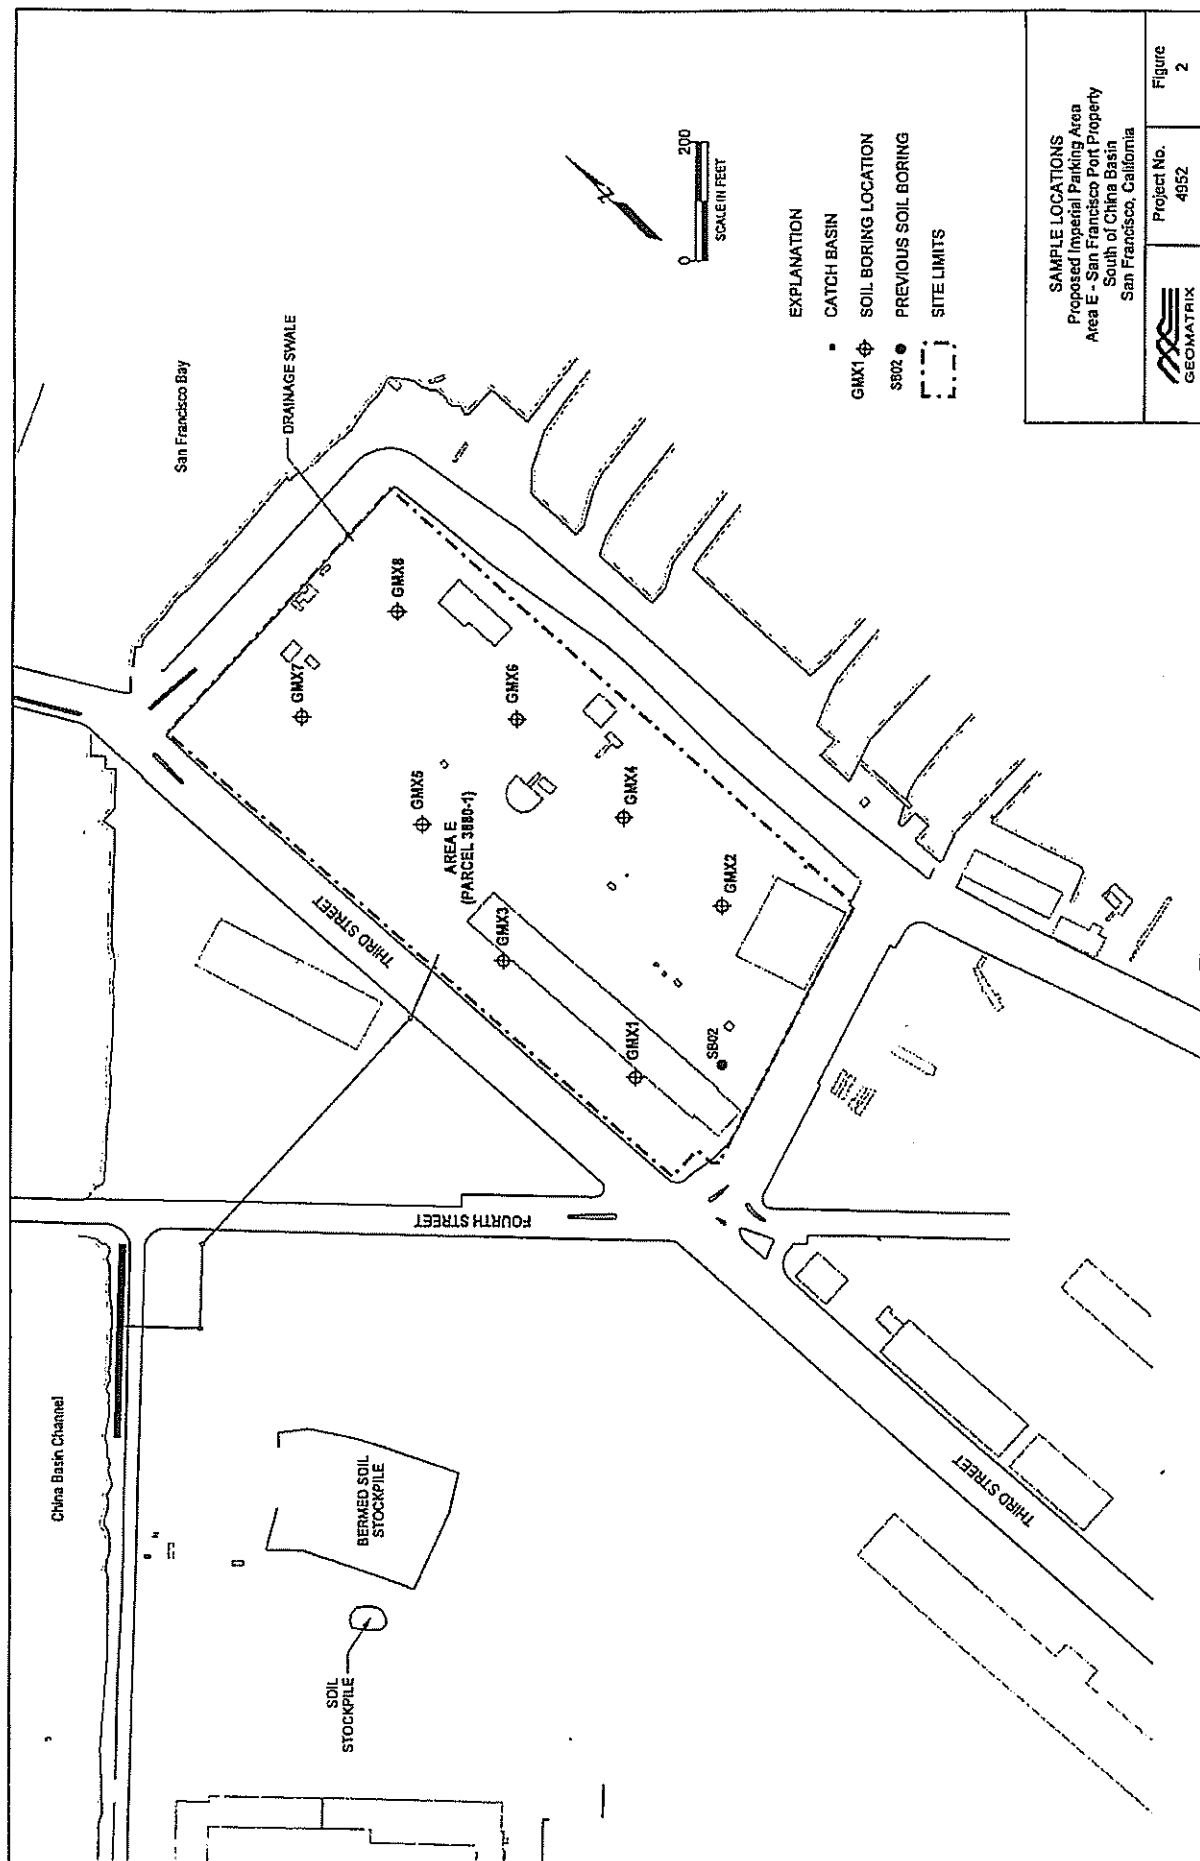 San Francisco Bay
DRAINAGE SWALE
China Basin Channel
GMX7
GMX8
GMX5
GMX6
AREA E
(PARCEL 3880-1)
GMX4
GMX3
GMX2
GMX1
SB02
THIRD STREET
FOURTH STREET
THIRD STREET
BERMED SOIL
STOCKPILE
SOIL
STOCKPILE
N
0 200
SCALE IN FEET
EXPLANATION
CATCH BASIN
GMX1 SOIL BORING LOCATION
SB02 PREVIOUS SOIL BORING
SITE LIMITS
SAMPLE LOCATIONS
Proposed Imperial Parking Area
Area E - San Francisco Port Property
South of China Basin
San Francisco, California
GEOMATRIX
Project No.
4952
Figure
2